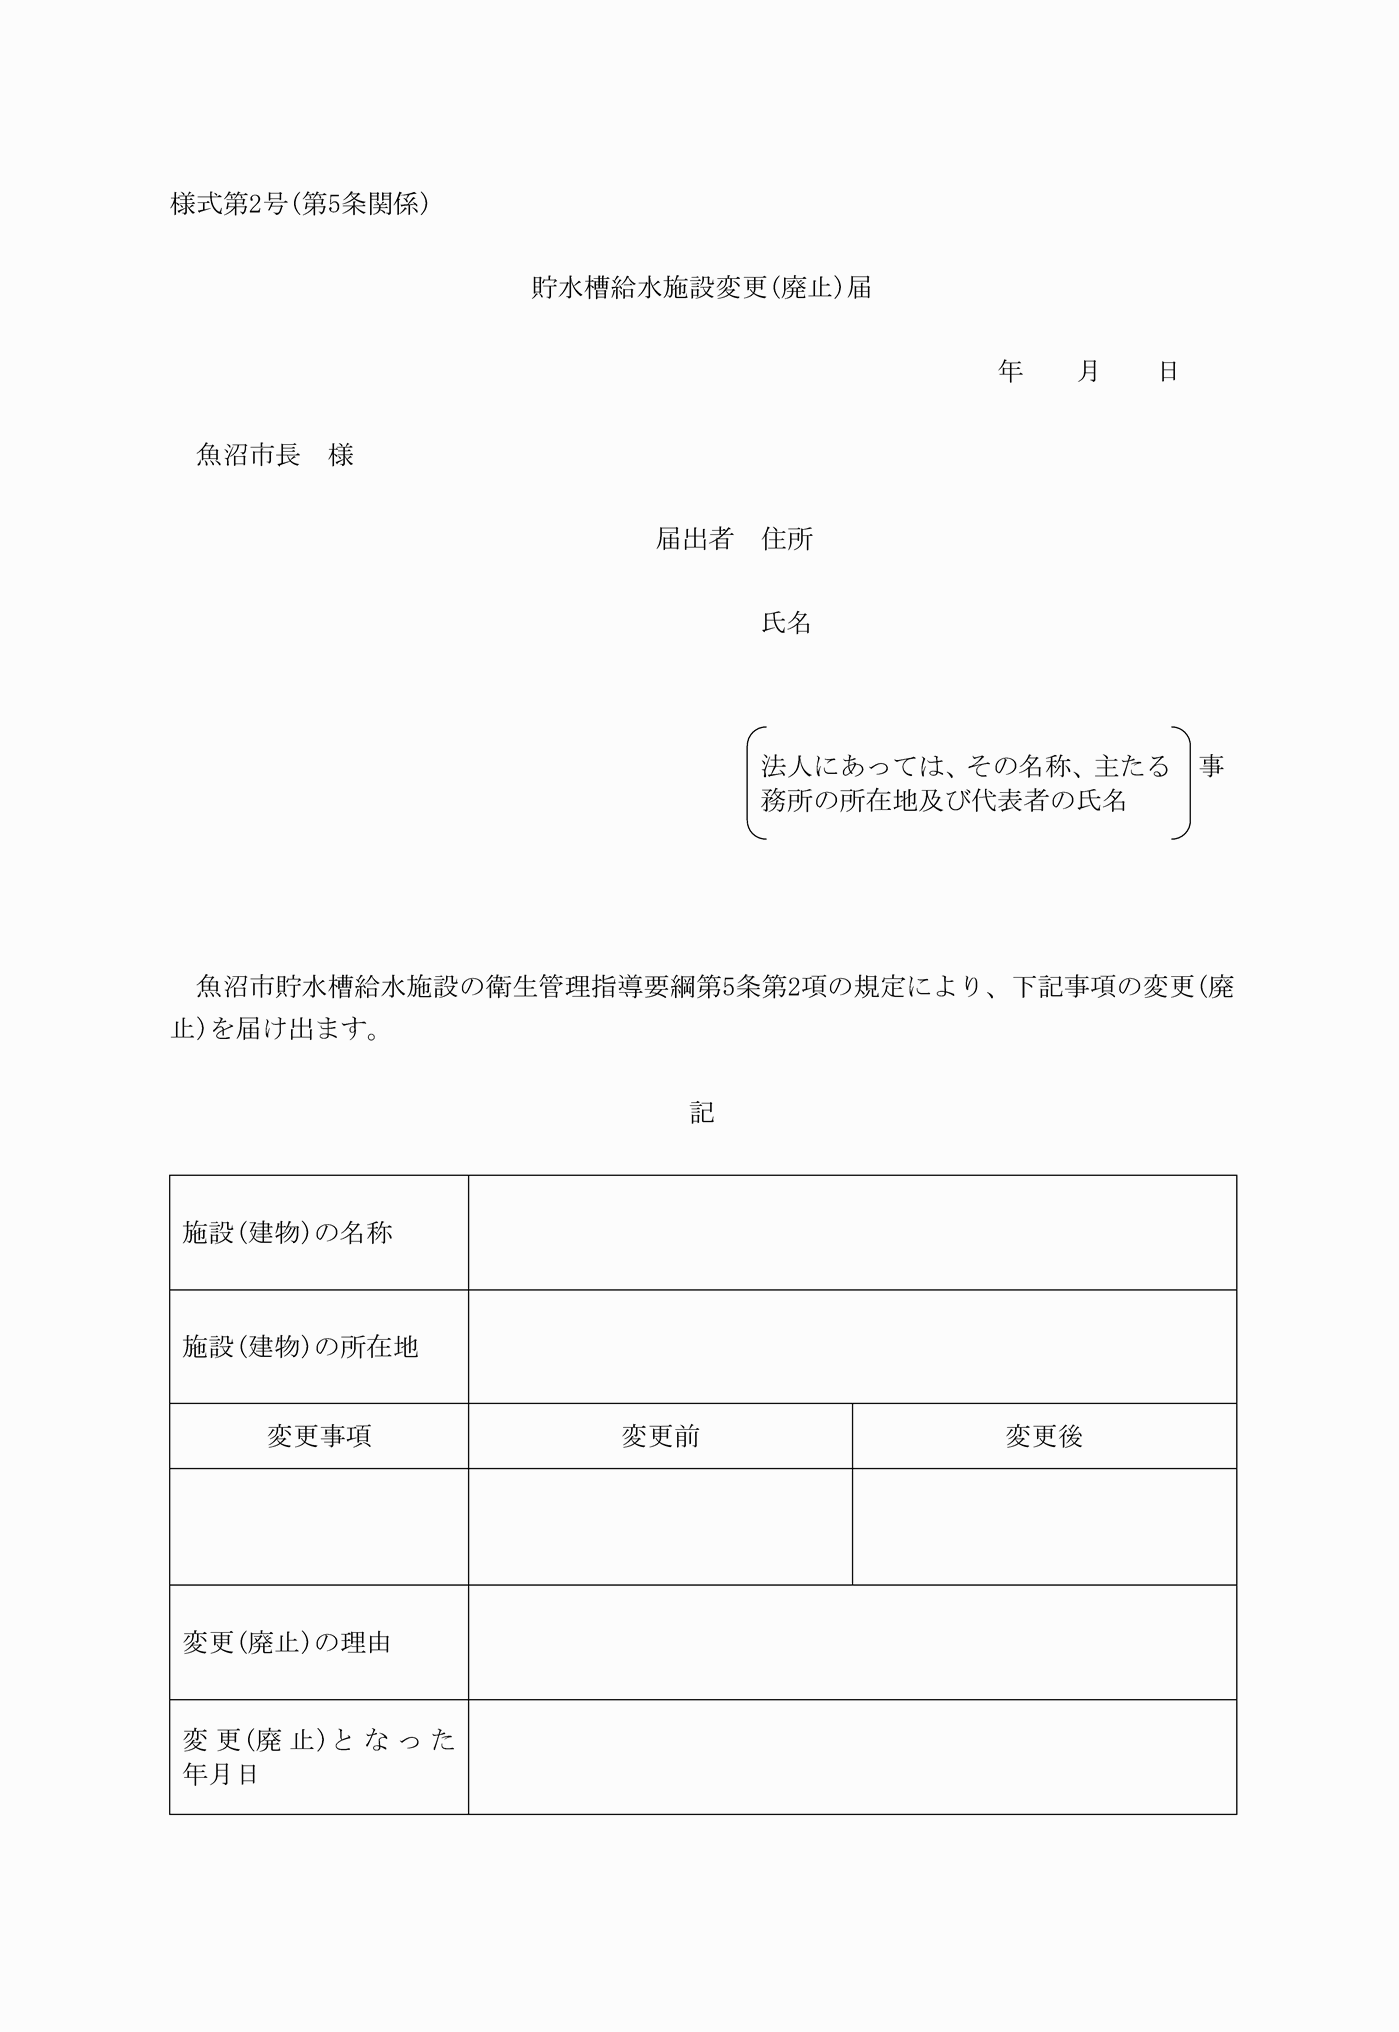 様式第2号(第5条関係)
貯水槽給水施設変更(廃止)届
年　　月　　日
魚沼市長　様
届出者　住所
氏名
法人にあっては、その名称、主たる 事
務所の所在地及び代表者の氏名
魚沼市貯水槽給水施設の衛生管理指導要綱第5条第2項の規定により、下記事項の変更(廃
止)を届け出ます。
記
施設(建物)の名称
施設(建物)の所在地
変更事項　変更前　変更後
変更(廃止)の理由
変更(廃止)となった
年月日